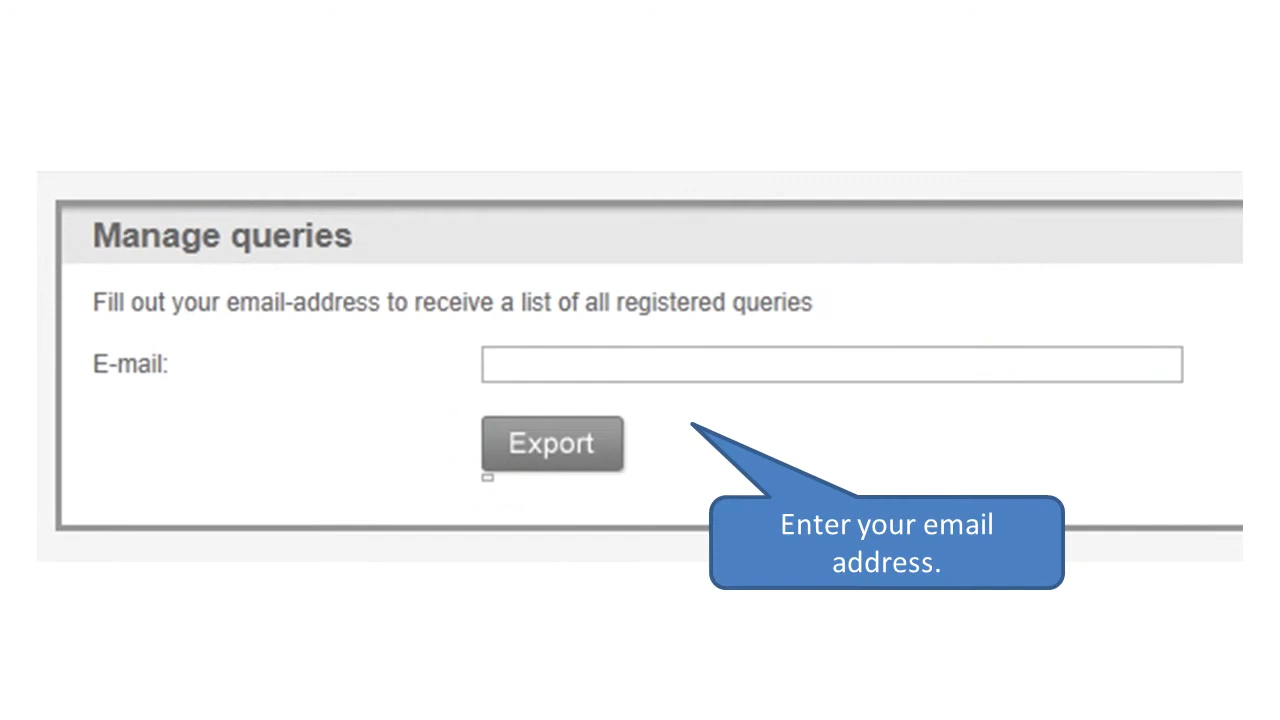 Manage queries
Fill out your email-address to receive a list of all registered queries
E-mail:
Export
Enter your email
address.